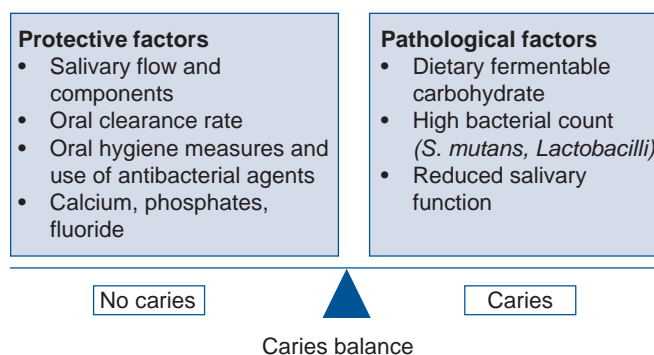 Protective factors
• Salivary flow and
components
• Oral clearance rate
• Oral hygiene measures and
use of antibacterial agents
• Calcium, phosphates,
fluoride
Pathological factors
• Dietary fermentable
carbohydrate
• High bacterial count
(S. mutans, Lactobacilli)
• Reduced salivary
function
No caries
Caries
Caries balance